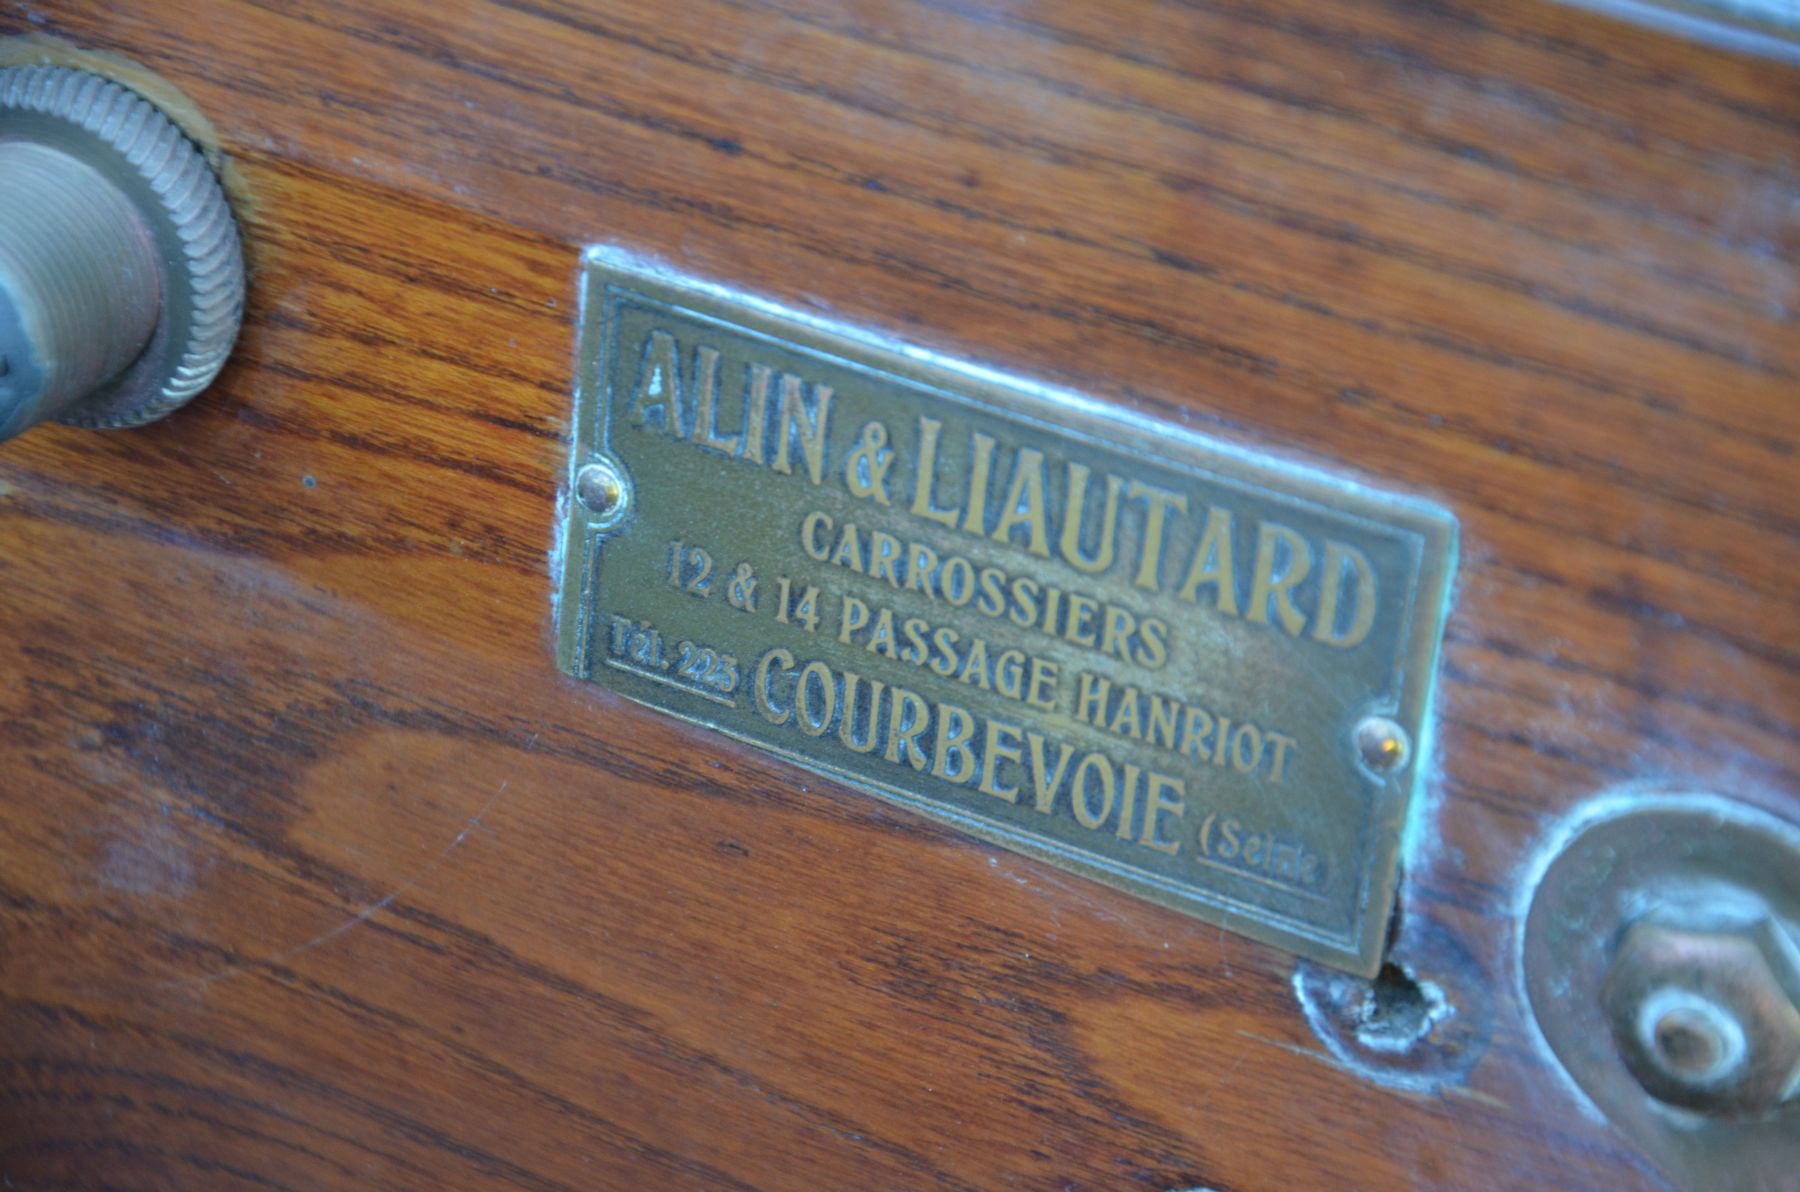 ALIN & LIAUTARD
CARROSSIERS
12 & 14 PASSAGE HANRIOT
Tél. 225 COURBEVOIE (Seine)